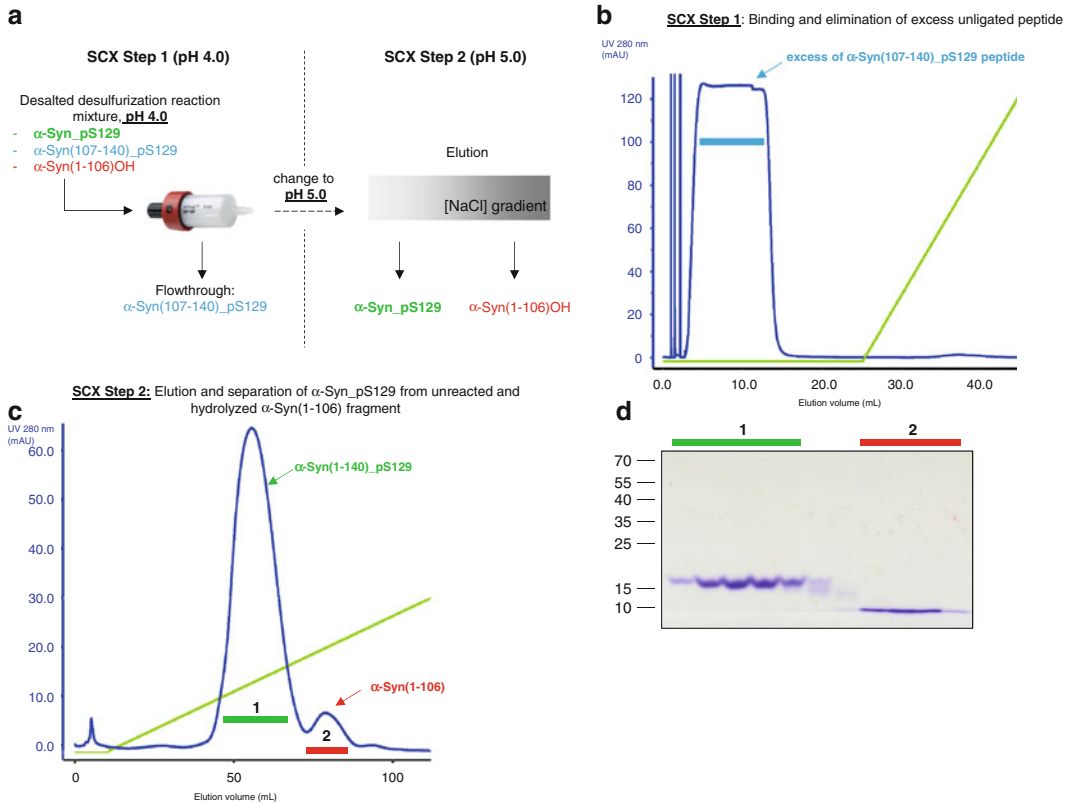 a
SCX Step 1 (pH 4.0)
SCX Step 2 (pH 5.0)
Desalted desulfurization reaction
mixture, pH 4.0
- α-Syn_pS129
- α-Syn(107-140)_pS129
- α-Syn(1-106)OH
change to
pH 5.0
Elution
[NaCl] gradient
Flowthrough:
α-Syn(107-140)_pS129
α-Syn_pS129
α-Syn(1-106)OH
b
SCX Step 1: Binding and elimination of excess unligated peptide
UV 280 nm
(mAU)
excess of α-Syn(107-140)_pS129 peptide
120
100
80
60
40
20
0
0.0 10.0 20.0 30.0 40.0
Elution volume (mL)
c
SCX Step 2: Elution and separation of α-Syn_pS129 from unreacted and
hydrolyzed α-Syn(1-106) fragment
UV 280 nm
(mAU)
60.0
50.0
40.0
30.0
20.0
10.0
0.0
α-Syn(1-140)_pS129
α-Syn(1-106)
1
2
0 50 100
Elution volume (mL)
d
1 2
70
55
40
35
25
15
10